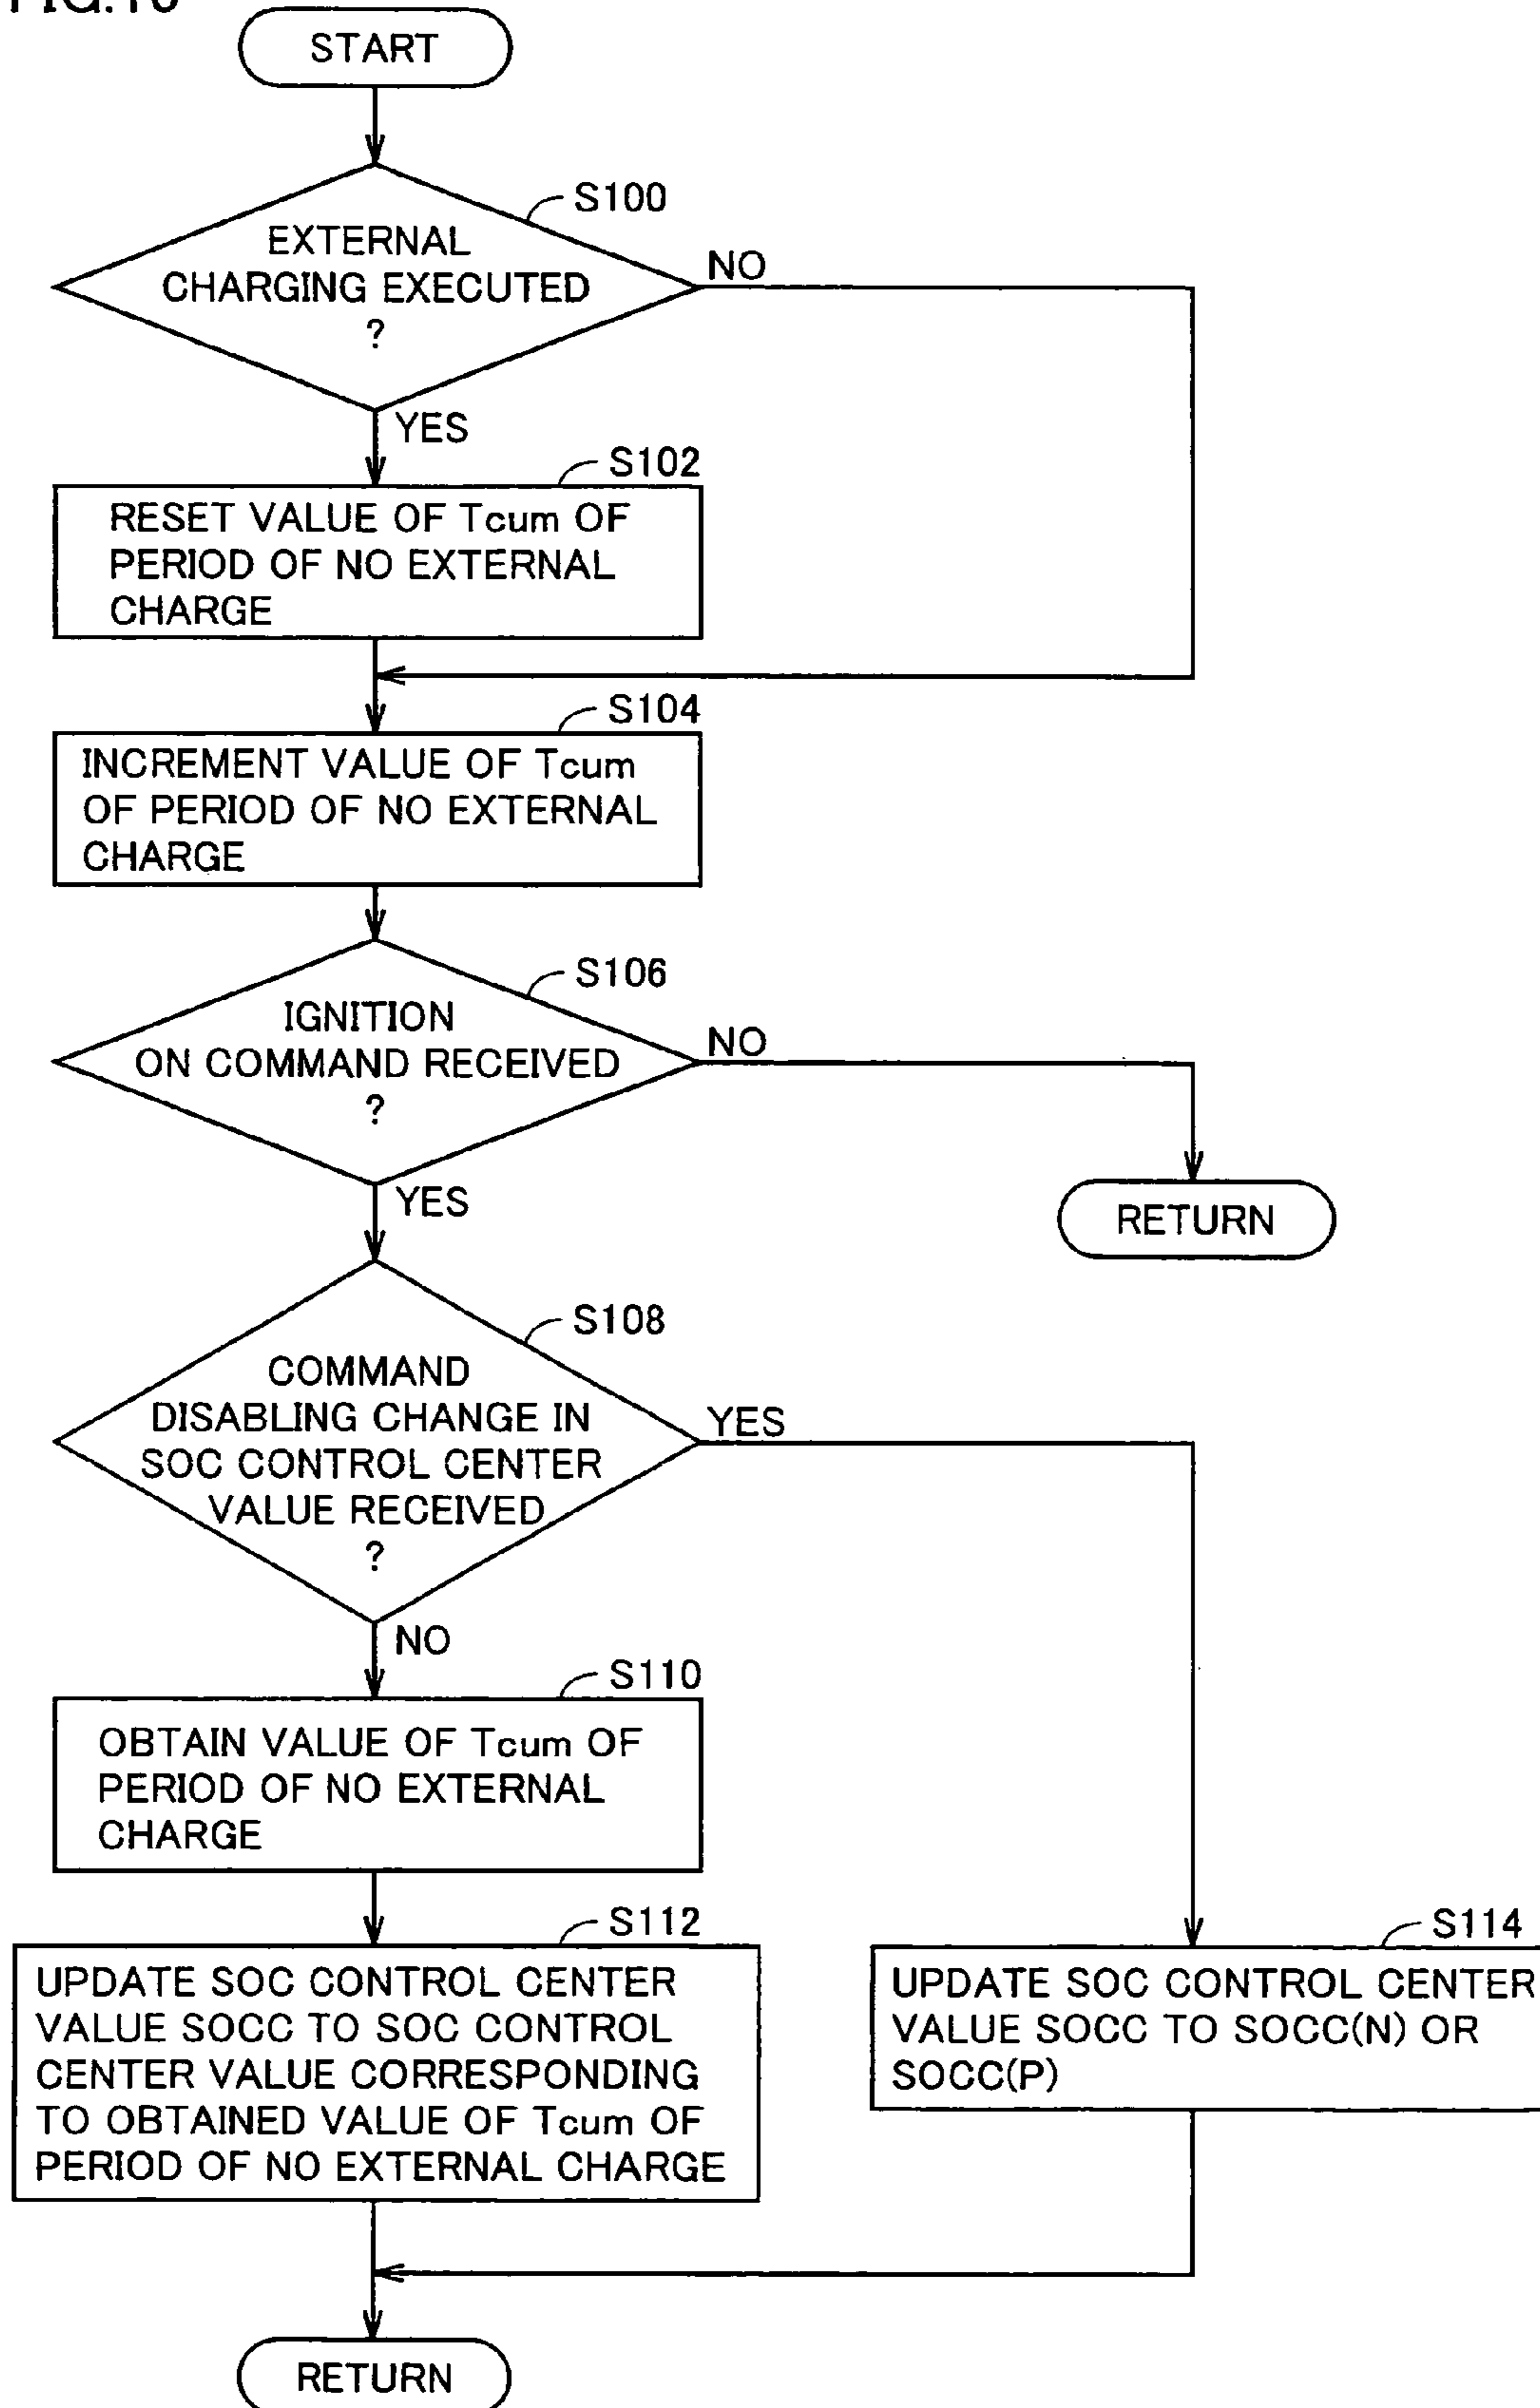 START
S100
EXTERNAL
CHARGING EXECUTED
?
NO
YES
S102
RESET VALUE OF Tcum OF
PERIOD OF NO EXTERNAL
CHARGE
S104
INCREMENT VALUE OF Tcum
OF PERIOD OF NO EXTERNAL
CHARGE
S106
IGNITION
ON COMMAND RECEIVED
?
NO
YES
RETURN
S108
COMMAND
DISABLING CHANGE IN
SOC CONTROL CENTER
VALUE RECEIVED
?
YES
NO
S110
OBTAIN VALUE OF Tcum OF
PERIOD OF NO EXTERNAL
CHARGE
S112
UPDATE SOC CONTROL CENTER
VALUE SOCC TO SOC CONTROL
CENTER VALUE CORRESPONDING
TO OBTAINED VALUE OF Tcum OF
PERIOD OF NO EXTERNAL CHARGE
S114
UPDATE SOC CONTROL CENTER
VALUE SOCC TO SOCC(N) OR
SOCC(P)
RETURN